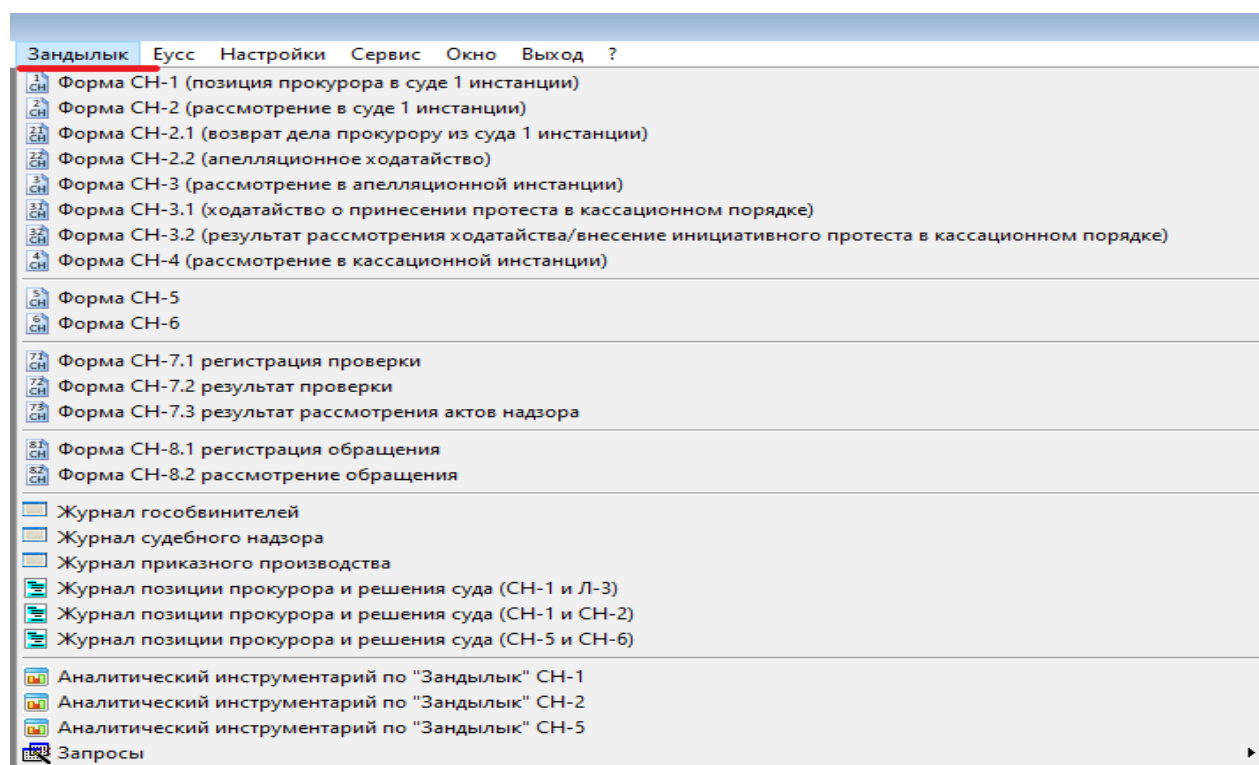 Зандылык Еусс Настройки Сервис Окно Выход ?
Форма СН-1 (позиция прокурора в суде 1 инстанции)
Форма СН-2 (рассмотрение в суде 1 инстанции)
Форма СН-2.1 (возврат дела прокурору из суда 1 инстанции)
Форма СН-2.2 (апелляционное ходатайство)
Форма СН-3 (рассмотрение в апелляционной инстанции)
Форма СН-3.1 (ходатайство о принесении протеста в кассационном порядке)
Форма СН-3.2 (результат рассмотрения ходатайства/внесение инициативного протеста в кассационном порядке)
Форма СН-4 (рассмотрение в кассационной инстанции)
Форма СН-5
Форма СН-6
Форма СН-7.1 регистрация проверки
Форма СН-7.2 результат проверки
Форма СН-7.3 результат рассмотрения актов надзора
Форма СН-8.1 регистрация обращения
Форма СН-8.2 рассмотрение обращения
Журнал гособвинителей
Журнал судебного надзора
Журнал приказного производства
Журнал позиции прокурора и решения суда (СН-1 и Л-3)
Журнал позиции прокурора и решения суда (СН-1 и СН-2)
Журнал позиции прокурора и решения суда (СН-5 и СН-6)
Аналитический инструментарий по "Зандылык" СН-1
Аналитический инструментарий по "Зандылык" СН-2
Аналитический инструментарий по "Зандылык" СН-5
Запросы